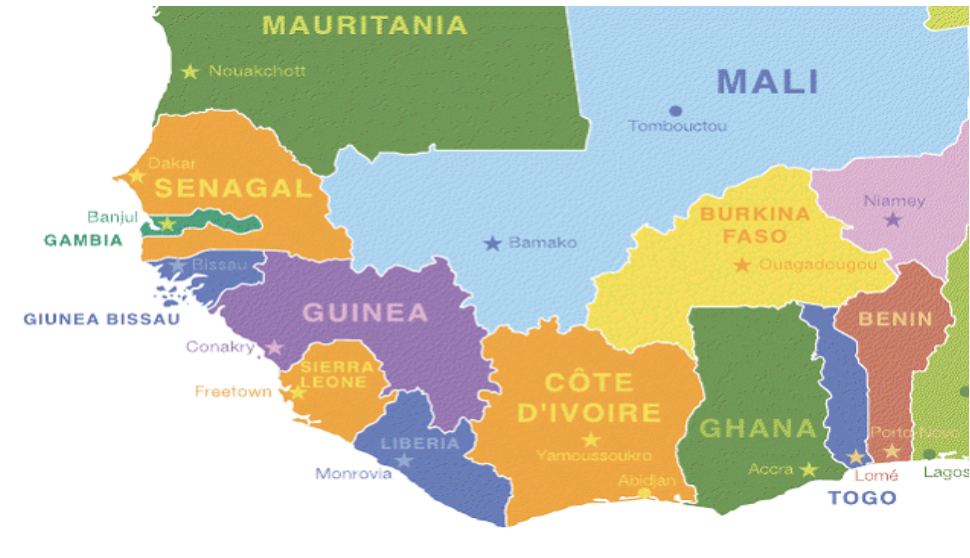 MAURITANIA
Nouakchott
MALI
Tombouctou
Dakar
SENAGAL
Banjul
GAMBIA
Bissau
GIUNEA BISSAU
Bamako
Niamey
BURKINA
FASO
Ouagadougou
GUINEA
Conakry
SIERRA
LEONE
Freetown
LIBERIA
Monrovia
CÔTE
D'IVOIRE
Yamoussoukro
Abidjan
GHANA
Accra
BENIN
Porto-Novo
Lomé
TOGO
Lagos